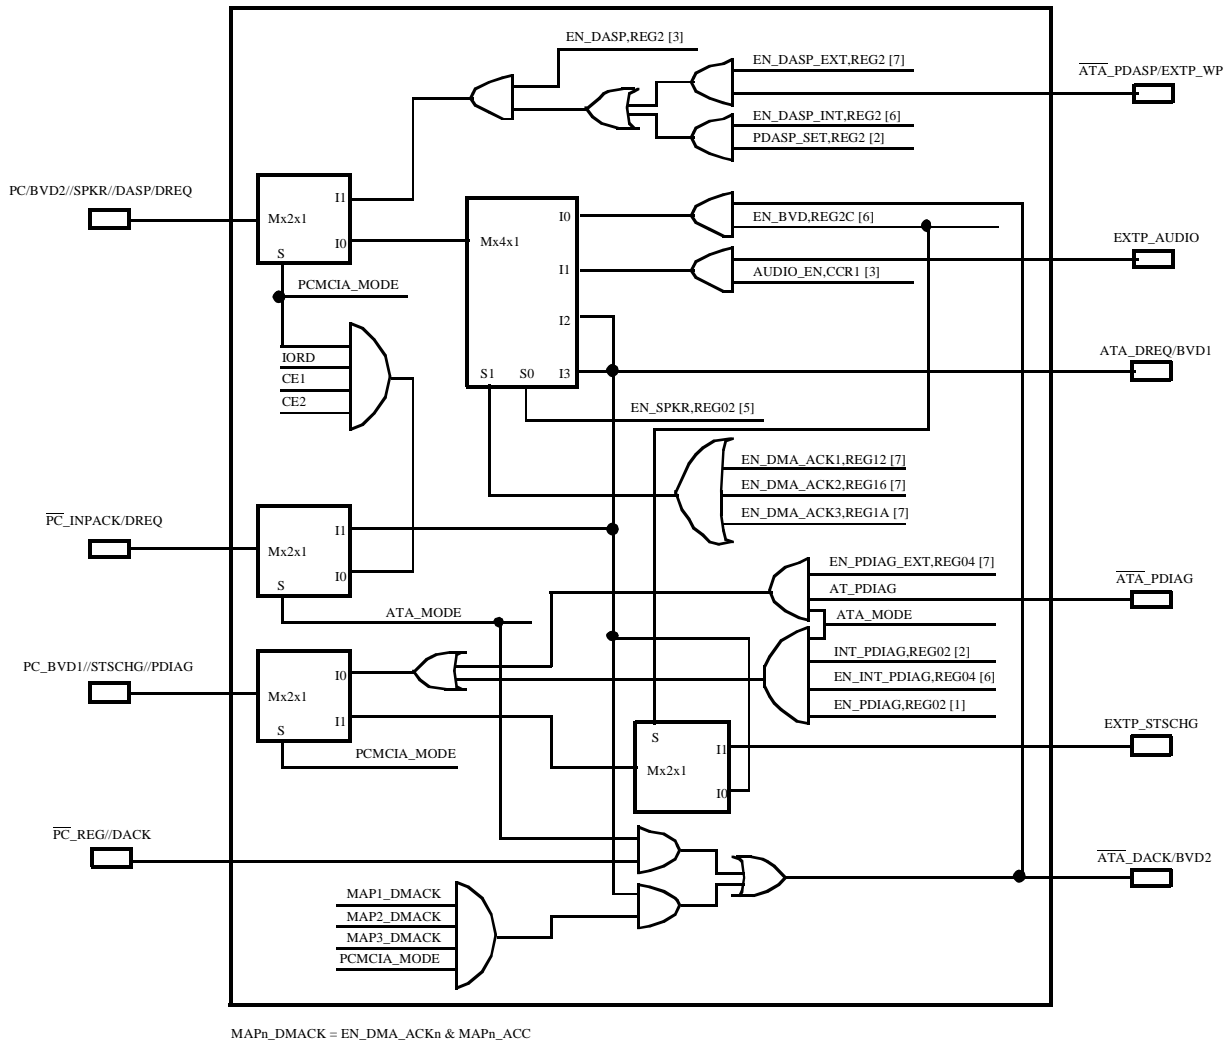 EN_DASP,REG2 [3]
EN_DASP_EXT,REG2 [7]
ATA_PDASP/EXTP_WP
EN_DASP_INT,REG2 [6]
PDASP_SET,REG2 [2]
PC/BVD2//SPKR//DASP/DREQ
I1
Mx2x1
I0
S
I0
EN_BVD,REG2C [6]
Mx4x1
EXTP_AUDIO
I1
AUDIO_EN,CCR1 [3]
PCMCIA_MODE
I2
IORD
CE1
CE2
S1
S0
I3
ATA_DREQ/BVD1
EN_SPKR,REG02 [5]
EN_DMA_ACK1,REG12 [7]
EN_DMA_ACK2,REG16 [7]
EN_DMA_ACK3,REG1A [7]
PC_INPACK/DREQ
I1
Mx2x1
I0
S
EN_PDIAG_EXT,REG04 [7]
ATA_PDIAG
AT_PDIAG
ATA_MODE
ATA_MODE
INT_PDIAG,REG02 [2]
EN_INT_PDIAG,REG04 [6]
EN_PDIAG,REG02 [1]
PC_BVD1//STSCHG//PDIAG
I0
Mx2x1
I1
S
PCMCIA_MODE
EXTP_STSCHG
S
I1
Mx2x1
I0
PC_REG//DACK
ATA_DACK/BVD2
MAP1_DMACK
MAP2_DMACK
MAP3_DMACK
PCMCIA_MODE
MAPn_DMACK = EN_DMA_ACKn & MAPn_ACC